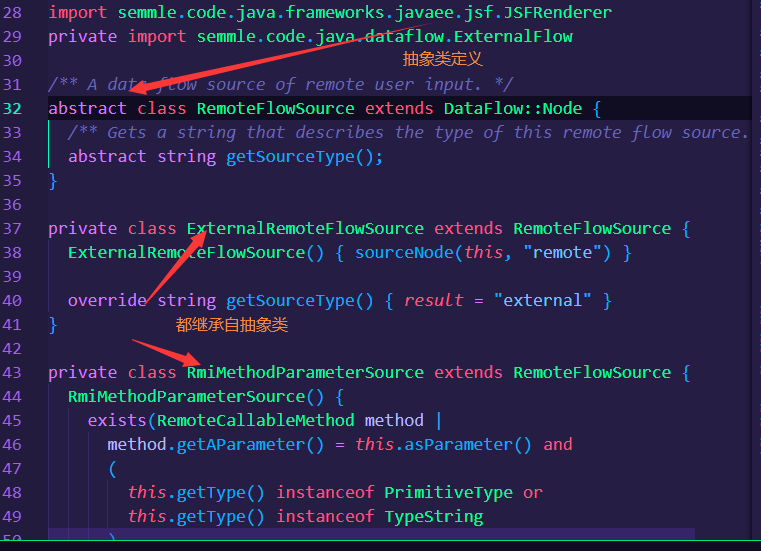 28 import semmle.code.java.frameworks.javaee.jsf.JSFRenderer
29 private import semmle.code.java.dataflow.ExternalFlow
30 抽象类定义
31 /** A data flow source of remote user input. */
32 abstract class RemoteFlowSource extends DataFlow::Node {
33 /** Gets a string that describes the type of this remote flow source.
34 abstract string getSourceType();
35 }
36
37 private class ExternalRemoteFlowSource extends RemoteFlowSource {
38 ExternalRemoteFlowSource() { sourceNode(this, "remote") }
39
40 override string getSourceType() { result = "external" }
41 } 都继承自抽象类
42
43 private class RmiMethodParameterSource extends RemoteFlowSource {
44 RmiMethodParameterSource() {
45 exists(RemoteCallableMethod method |
46 method.getAParameter() = this.asParameter() and
47 (
48 this.getType() instanceof PrimitiveType or
49 this.getType() instanceof TypeString